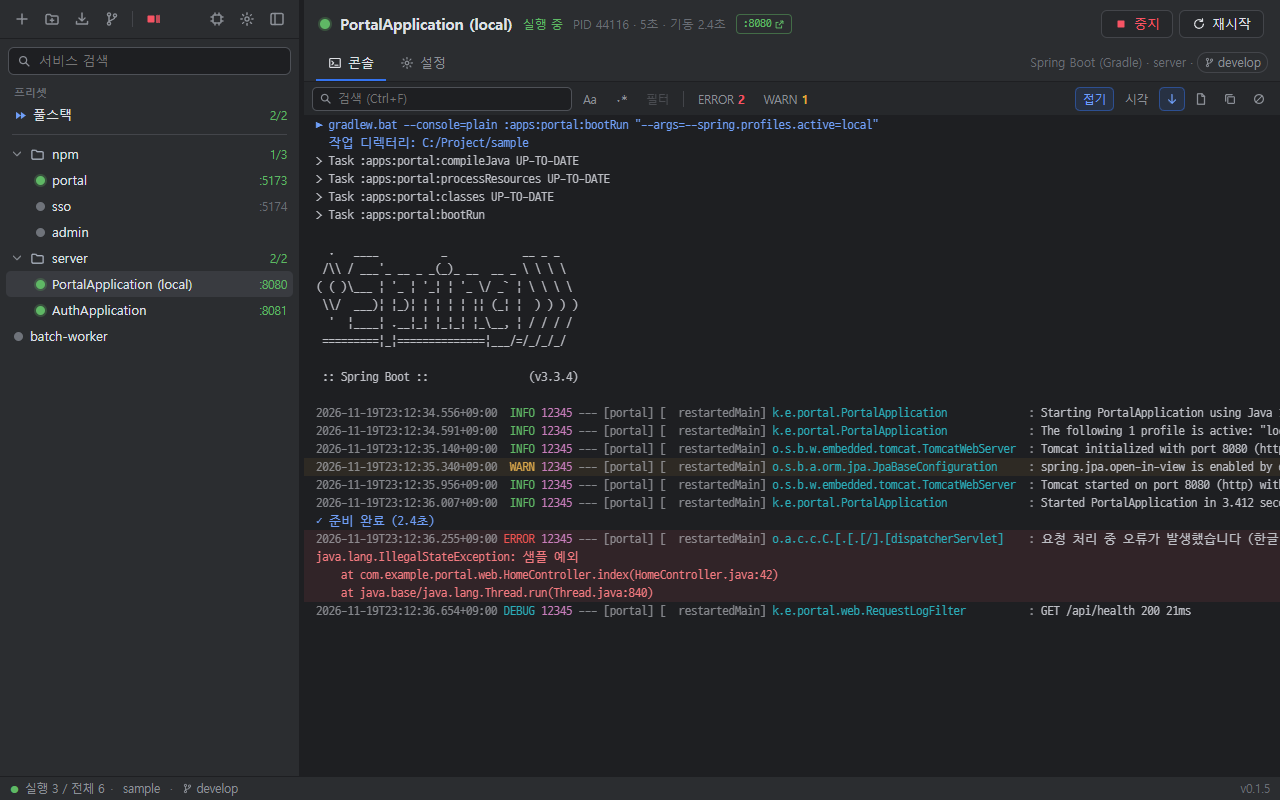 서비스 검색
프리셋
풀스택 2/2
npm 1/3
portal :5173
sso :5174
admin
server 2/2
PortalApplication (local) :8080
AuthApplication :8081
batch-worker
PortalApplication (local) 실행 중 PID 44116 · 5초 · 기동 2.4초 :8080
중지 재시작
콘솔 설정
Spring Boot (Gradle) · server · develop
검색 (Ctrl+F) Aa .* 필터 ERROR 2 WARN 1 접기 시각
▶ gradlew.bat --console=plain :apps:portal:bootRun "--args=--spring.profiles.active=local"
작업 디렉터리: C:/Project/sample
> Task :apps:portal:compileJava UP-TO-DATE
> Task :apps:portal:processResources UP-TO-DATE
> Task :apps:portal:classes UP-TO-DATE
> Task :apps:portal:bootRun
  .   ____          _            __ _ _
 /\\ / ___'_ __ _ _(_)_ __  __ _ \ \ \ \
( ( )\___ | '_ | '_| | '_ \/ _` | \ \ \ \
 \\/  ___)| |_)| | | | | || (_| |  ) ) ) )
  '  |____| .__|_| |_|_| |_\__, | / / / /
 =========|_|==============|___/=/_/_/_/
:: Spring Boot ::                (v3.3.4)
2026-11-19T23:12:34.556+09:00  INFO 12345 --- [portal] [  restartedMain] k.e.portal.PortalApplication             : Starting PortalApplication using Java
2026-11-19T23:12:34.591+09:00  INFO 12345 --- [portal] [  restartedMain] k.e.portal.PortalApplication             : The following 1 profile is active: "lo
2026-11-19T23:12:35.140+09:00  INFO 12345 --- [portal] [  restartedMain] o.s.b.w.embedded.tomcat.TomcatWebServer  : Tomcat initialized with port 8080 (http
2026-11-19T23:12:35.340+09:00  WARN 12345 --- [portal] [  restartedMain] o.s.b.a.orm.jpa.JpaBaseConfiguration     : spring.jpa.open-in-view is enabled by
2026-11-19T23:12:35.956+09:00  INFO 12345 --- [portal] [  restartedMain] o.s.b.w.embedded.tomcat.TomcatWebServer  : Tomcat started on port 8080 (http) wit
2026-11-19T23:12:36.007+09:00  INFO 12345 --- [portal] [  restartedMain] k.e.portal.PortalApplication             : Started PortalApplication in 3.412 sec
✓ 준비 완료 (2.4초)
2026-11-19T23:12:36.255+09:00 ERROR 12345 --- [portal] [  restartedMain] o.a.c.c.C.[.[.[/].[dispatcherServlet]    : 요청 처리 중 오류가 발생했습니다 (한글
java.lang.IllegalStateException: 샘플 예외
    at com.example.portal.web.HomeController.index(HomeController.java:42)
    at java.base/java.lang.Thread.run(Thread.java:840)
2026-11-19T23:12:36.654+09:00 DEBUG 12345 --- [portal] [  restartedMain] k.e.portal.web.RequestLogFilter          : GET /api/health 200 21ms
실행 3 / 전체 6 · sample · develop
v0.1.5